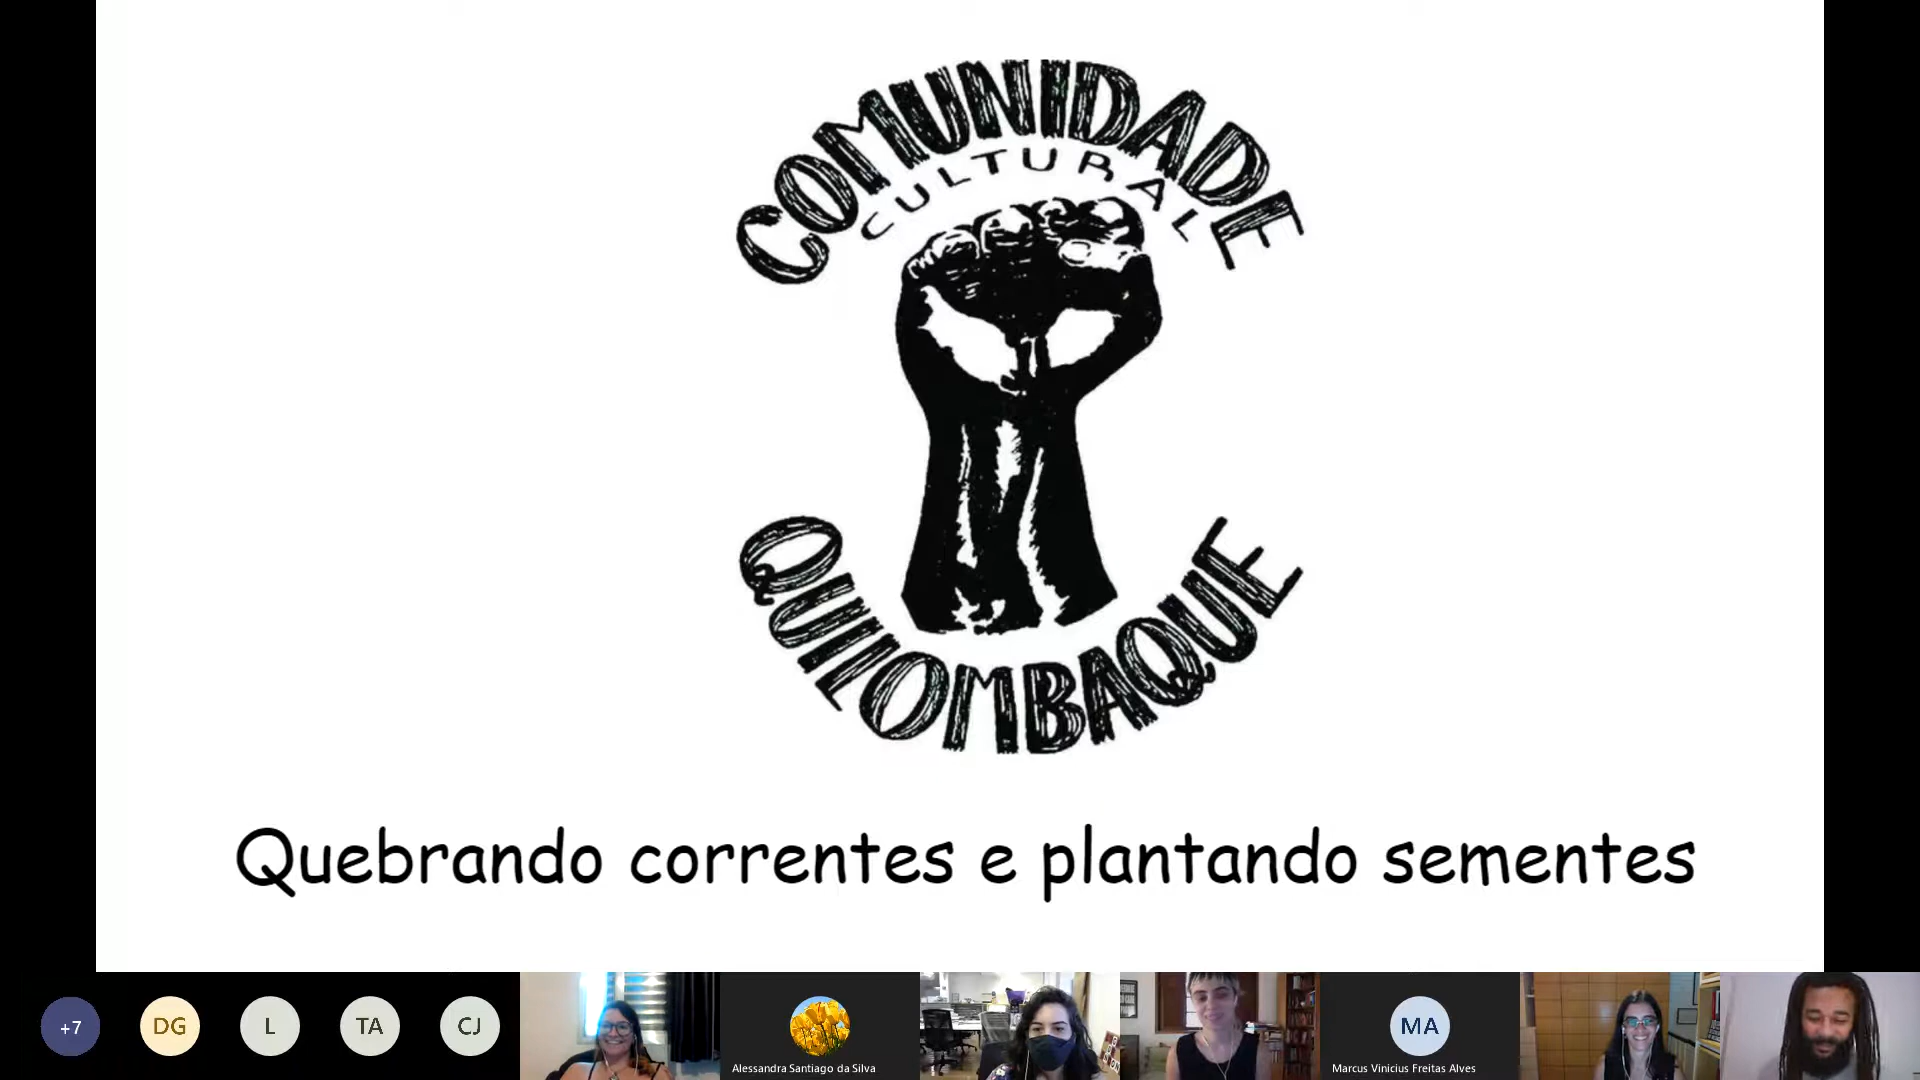 COMUNIDADE
CULTURAL
QUILOMBAQUE
Quebrando correntes e plantando sementes
+7
DG
L
TA
CJ
Alessandra Santiago da Silva
MA
Marcus Vinicius Freitas Alves